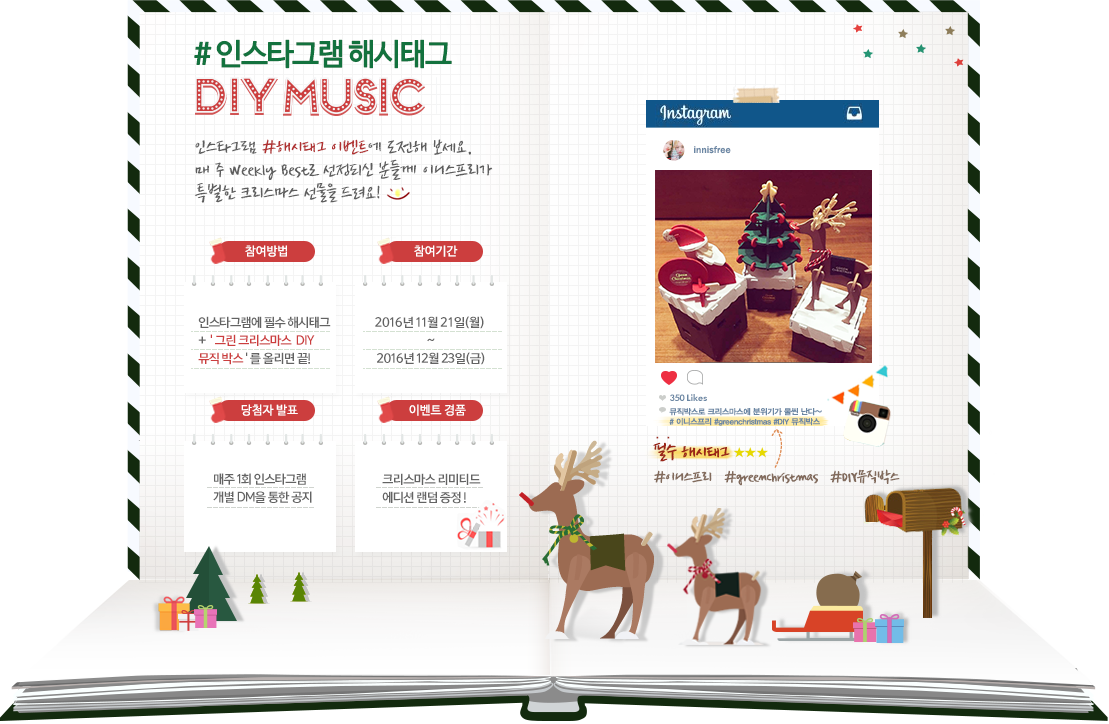 # 인스타그램 해시태그
DIY MUSIC
인스타그램 #해시태그 이벤트에 도전해 보세요.
매 주 Weekly Best로 선정되신 분들께 이니스프리가
특별한 크리스마스 선물을 드려요!
참여방법
인스타그램에 필수 해시태그
+ ' 그린 크리스마스 DIY
뮤직 박스 ' 를 올리면 끝!
참여기간
2016년 11월 21일(월)
~
2016년 12월 23일(금)
당첨자 발표
매주 1회 인스타그램
개별 DM을 통한 공지
이벤트 경품
크리스마스 리미티드
에디션 랜덤 증정 !
Instagram
innisfree
350 Likes
뮤직박스로 크리스마스에 분위기가 훨씬 난다~
# 이니스프리 #greenchristmas #DIY 뮤직박스
필수 해시태그 ★★★
#이니스프리 #greenchristmas #DIY뮤직박스